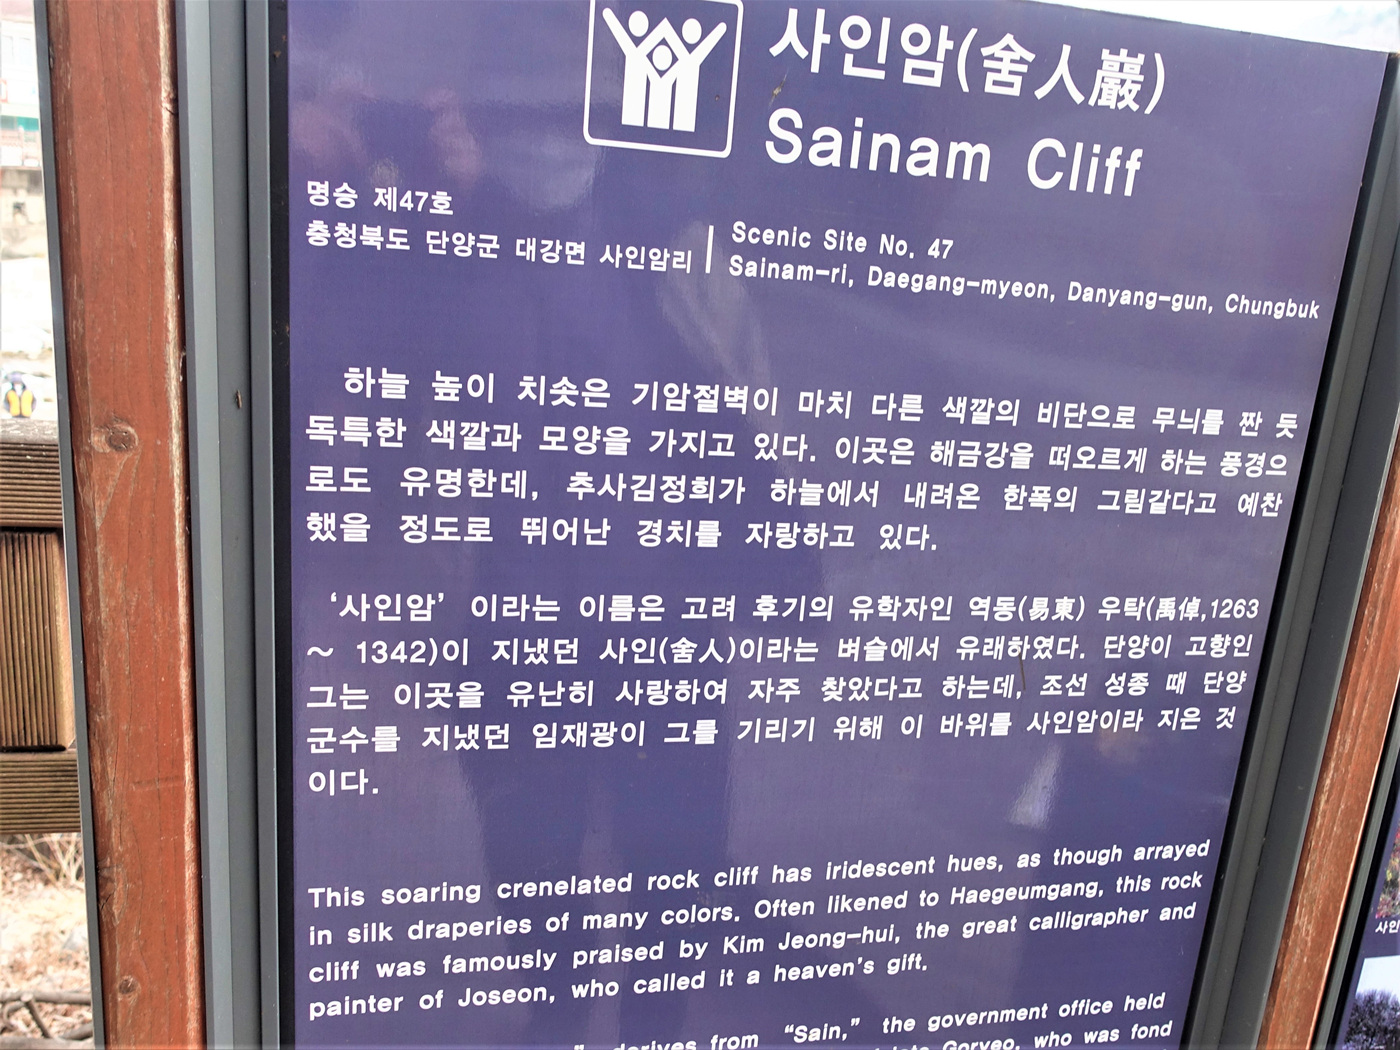 사인암(舍人巖)
Sainam Cliff
명승 제47호
충청북도 단양군 대강면 사인암리
Scenic Site No. 47
Sainam-ri, Daegang-myeon, Danyang-gun, Chungbuk
하늘 높이 치솟은 기암절벽이 마치 다른 색깔의 비단으로 무늬를 짠 듯
독특한 색깔과 모양을 가지고 있다. 이곳은 해금강을 떠오르게 하는 풍경으
로도 유명한데, 추사김정희가 하늘에서 내려온 한폭의 그림같다고 예찬
했을 정도로 뛰어난 경치를 자랑하고 있다.
‘사인암’ 이라는 이름은 고려 후기의 유학자인 역동(易東) 우탁(禹倬,1263
~ 1342)이 지냈던 사인(舍人)이라는 벼슬에서 유래하였다. 단양이 고향인
그는 이곳을 유난히 사랑하여 자주 찾았다고 하는데, 조선 성종 때 단양
군수를 지냈던 임재광이 그를 기리기 위해 이 바위를 사인암이라 지은 것
이다.
This soaring crenelated rock cliff has iridescent hues, as though arrayed
in silk draperies of many colors. Often likened to Haegeumgang, this rock
cliff was famously praised by Kim Jeong-hui, the great calligrapher and
painter of Joseon, who called it a heaven's gift.
derives from “Sain,” the government office held
Goryeo, who was fond
사인